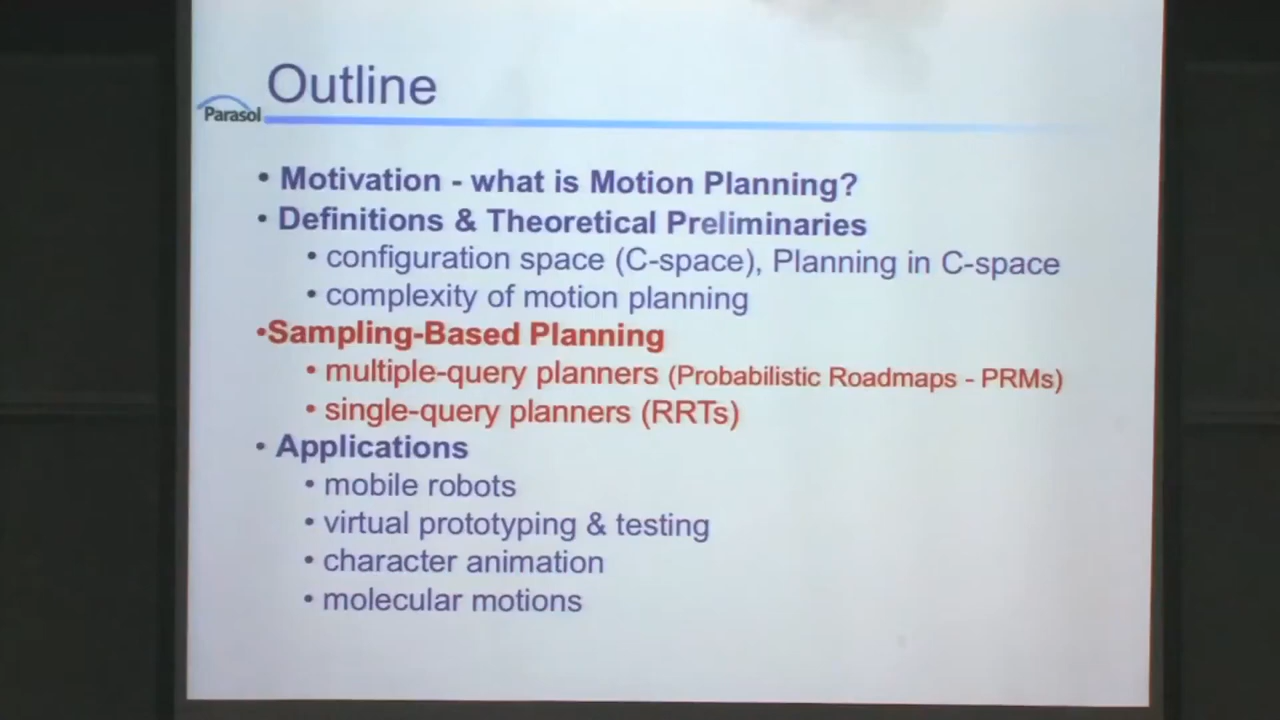 Outline
Parasol
• Motivation - what is Motion Planning?
• Definitions & Theoretical Preliminaries
• configuration space (C-space), Planning in C-space
• complexity of motion planning
•Sampling-Based Planning
• multiple-query planners (Probabilistic Roadmaps - PRMs)
• single-query planners (RRTs)
• Applications
• mobile robots
• virtual prototyping & testing
• character animation
• molecular motions